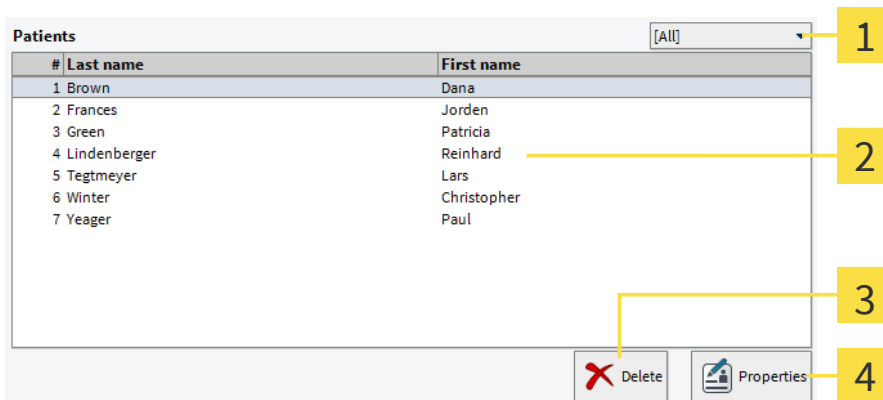 Patients [All] 1
# Last name First name
1 Brown Dana
2 Frances Jorden
3 Green Patricia
4 Lindenberger Reinhard 2
5 Tegtmeyer Lars
6 Winter Christopher
7 Yeager Paul
3
Delete Properties 4